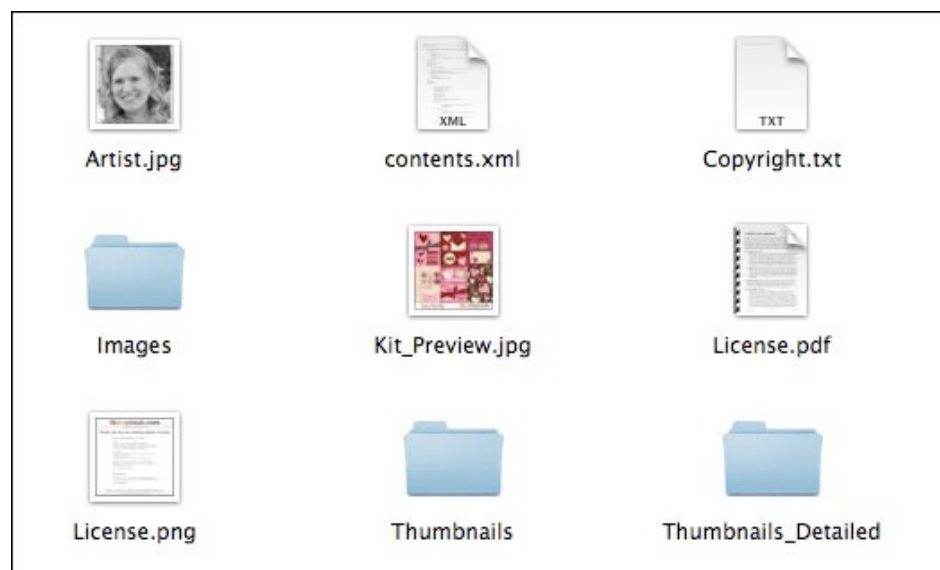 XML
TXT
Artist.jpg
contents.xml
Copyright.txt
Images
Kit_Preview.jpg
License.pdf
License.png
Thumbnails
Thumbnails_Detailed